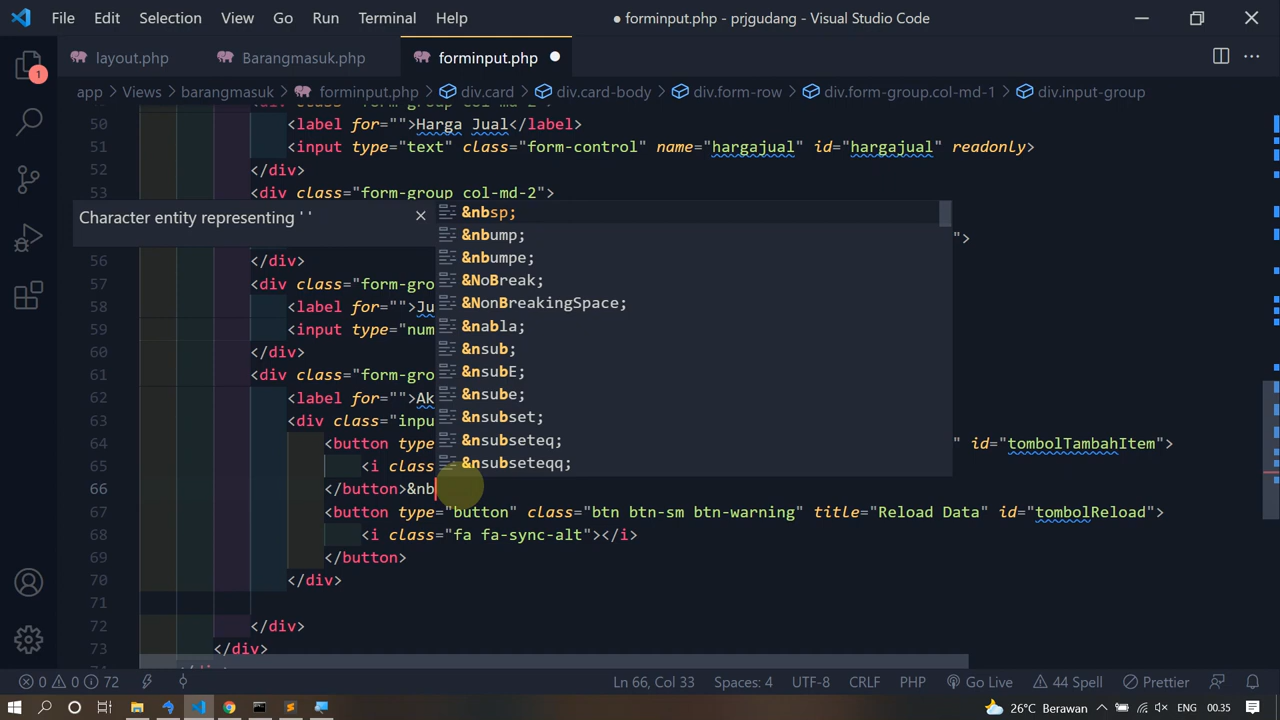 File Edit Selection View Go Run Terminal Help ● forminput.php - prjgudang - Visual Studio Code
layout.php Barangmasuk.php forminput.php
1
app > Views > barangmasuk > forminput.php > div.card > div.card-body > div.form-row > div.form-group.col-md-1 > div.input-group
50 <label for="">Harga Jual</label>
51 <input type="text" class="form-control" name="hargajual" id="hargajual" readonly>
</div>
53 <div class="form-group col-md-2">
Character entity representing ' '
&nbsp;
&nbump; ">
&nbumpe;
56 </div>
&NoBreak;
57 <div class="form-gro
&NonBreakingSpace;
58 <label for="">Ju
&nabla;
59 <input type="num
&nsub;
60 </div>
&nsubE;
61 <div class="form-gro
&nsube;
62 <label for="">Ak
&nsubset;
63 <div class="inpu
&nsubseteq;
64 <button type= " id="tombolTambahItem">
&nsubseteqq;
65 <i class
66 </button>&nb
67 <button type="button" class="btn btn-sm btn-warning" title="Reload Data" id="tombolReload">
68 <i class="fa fa-sync-alt"></i>
69 </button>
70 </div>
71
72 </div>
73 </div>
0 0 72 Ln 66, Col 33 Spaces: 4 UTF-8 CRLF PHP Go Live 44 Spell Prettier
26°C Berawan ENG 00.35